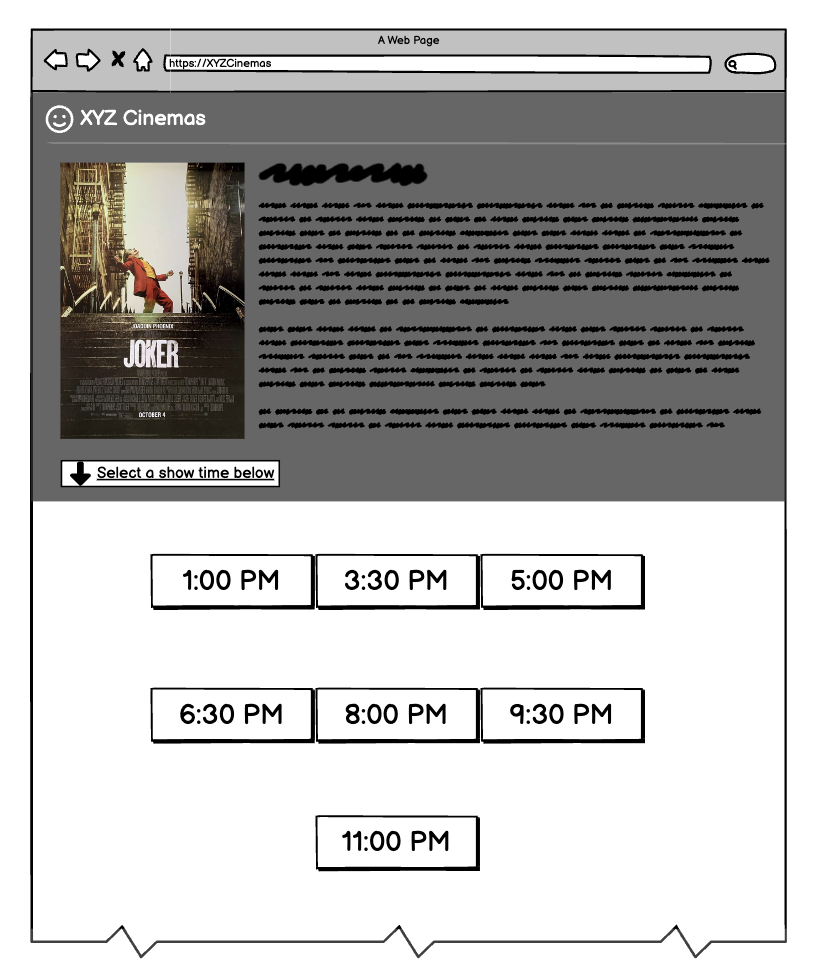 A Web Page
https://XYZCinemas
XYZ Cinemas
JOAQUIN PHOENIX
JOKER
OCTOBER 4
Select a show time below
1:00 PM 3:30 PM 5:00 PM
6:30 PM 8:00 PM 9:30 PM
11:00 PM